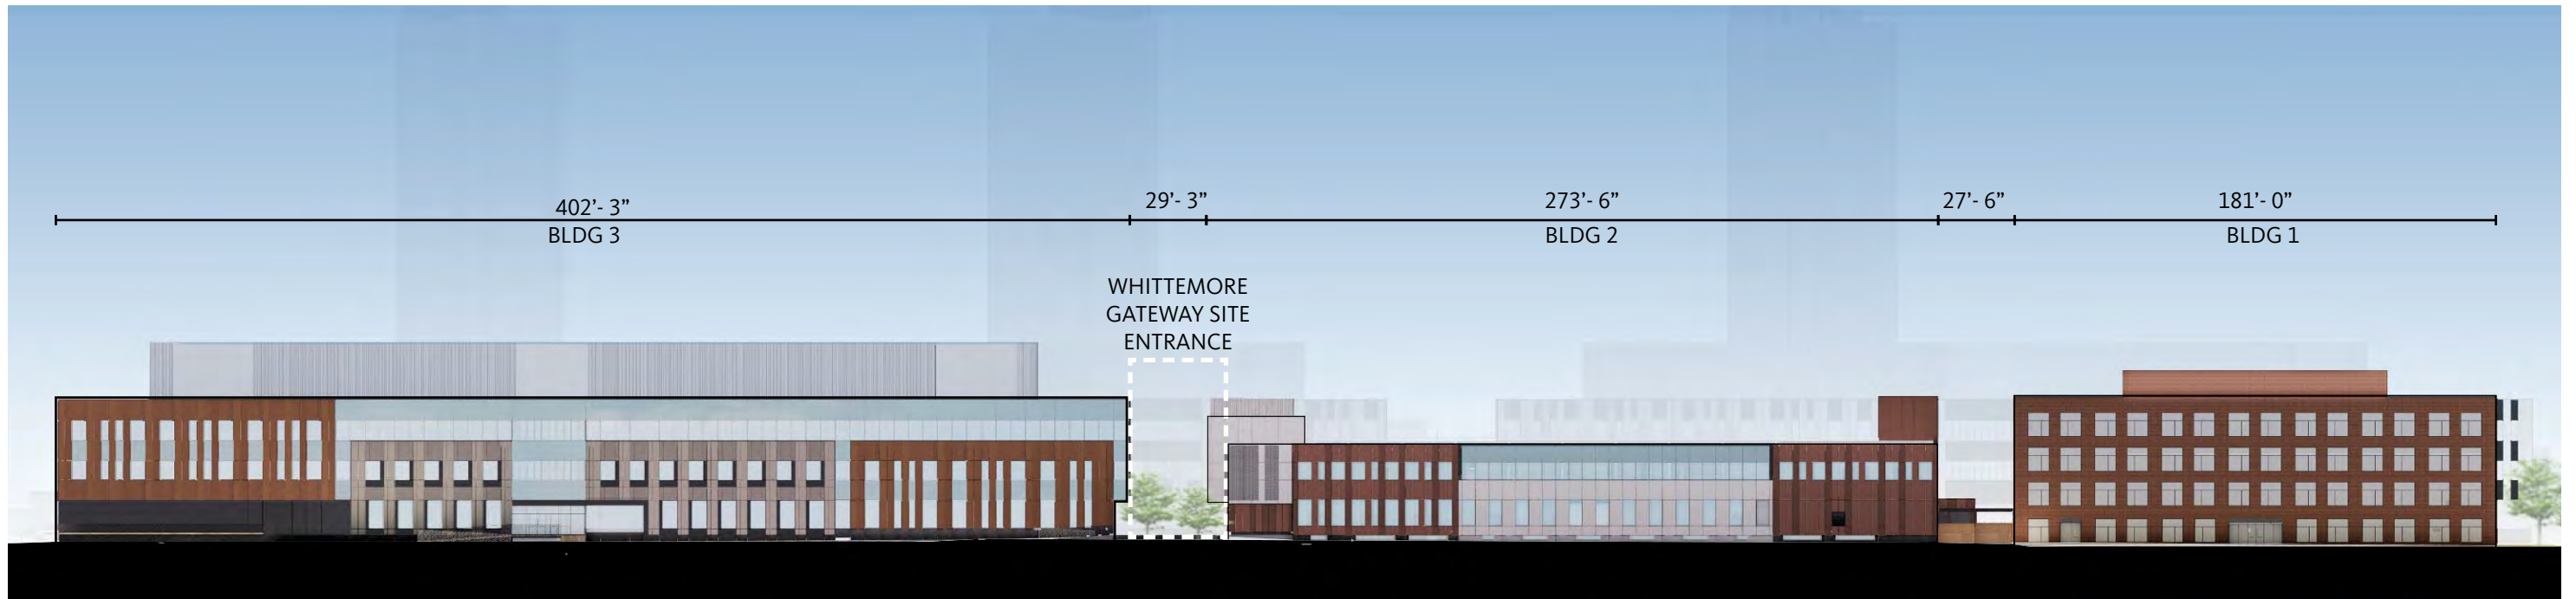 402'- 3”
BLDG 3
29'- 3”
273'- 6”
BLDG 2
27'- 6”
181'- 0”
BLDG 1
WHITTEMORE
GATEWAY SITE
ENTRANCE